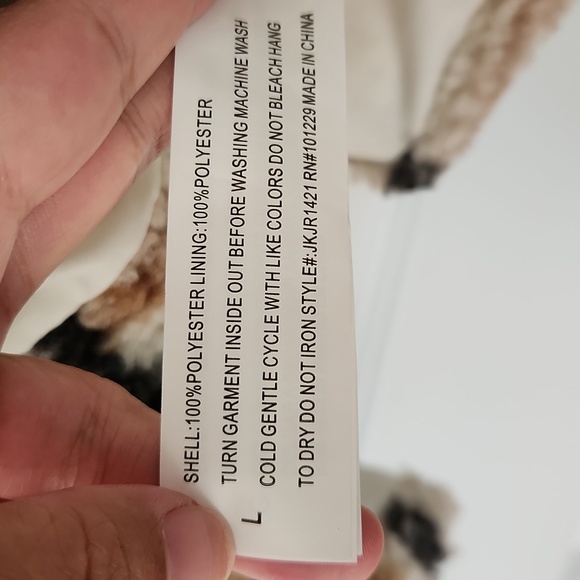 SHELL:100%POLYESTER LINING:100%POLYESTER
TURN GARMENT INSIDE OUT BEFORE WASHING MACHINE WASH
COLD GENTLE CYCLE WITH LIKE COLORS DO NOT BLEACH HANG
TO DRY DO NOT IRON STYLE#:JKJR1421 RN#101229 MADE IN CHINA
L